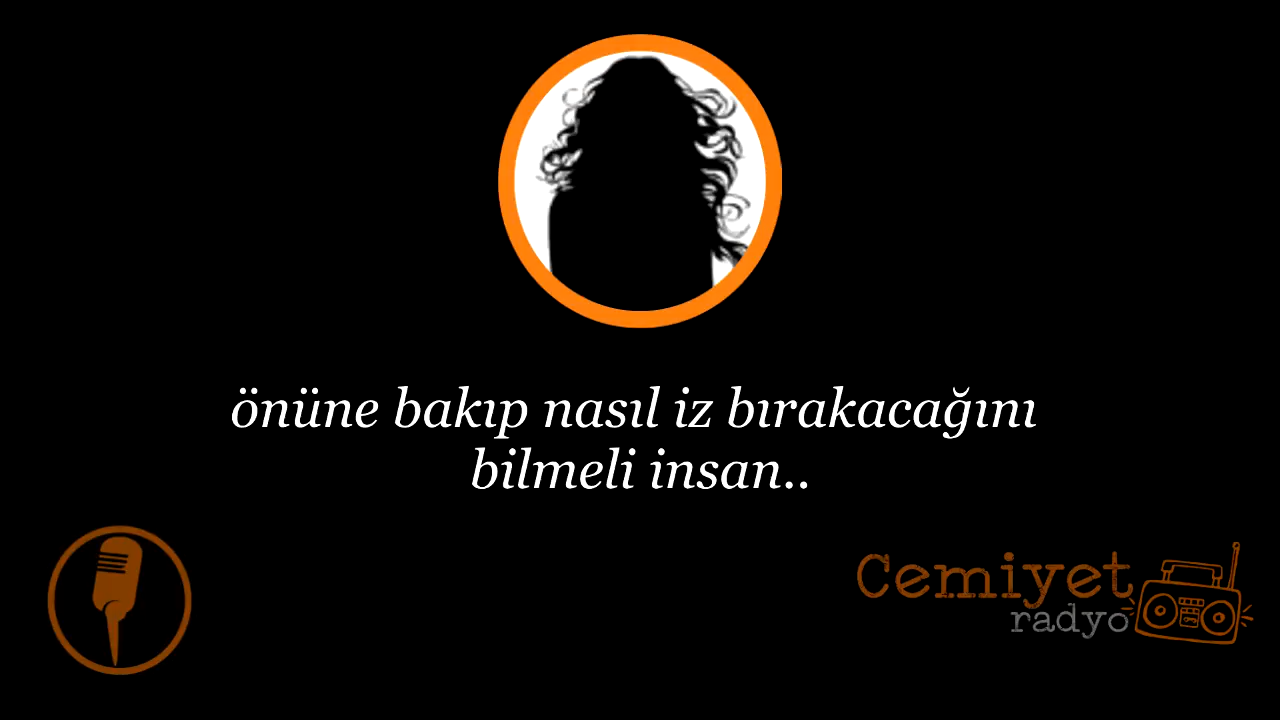 önüne bakıp nasıl iz bırakacağını
bilmeli insan..
Cemiyet
radyo